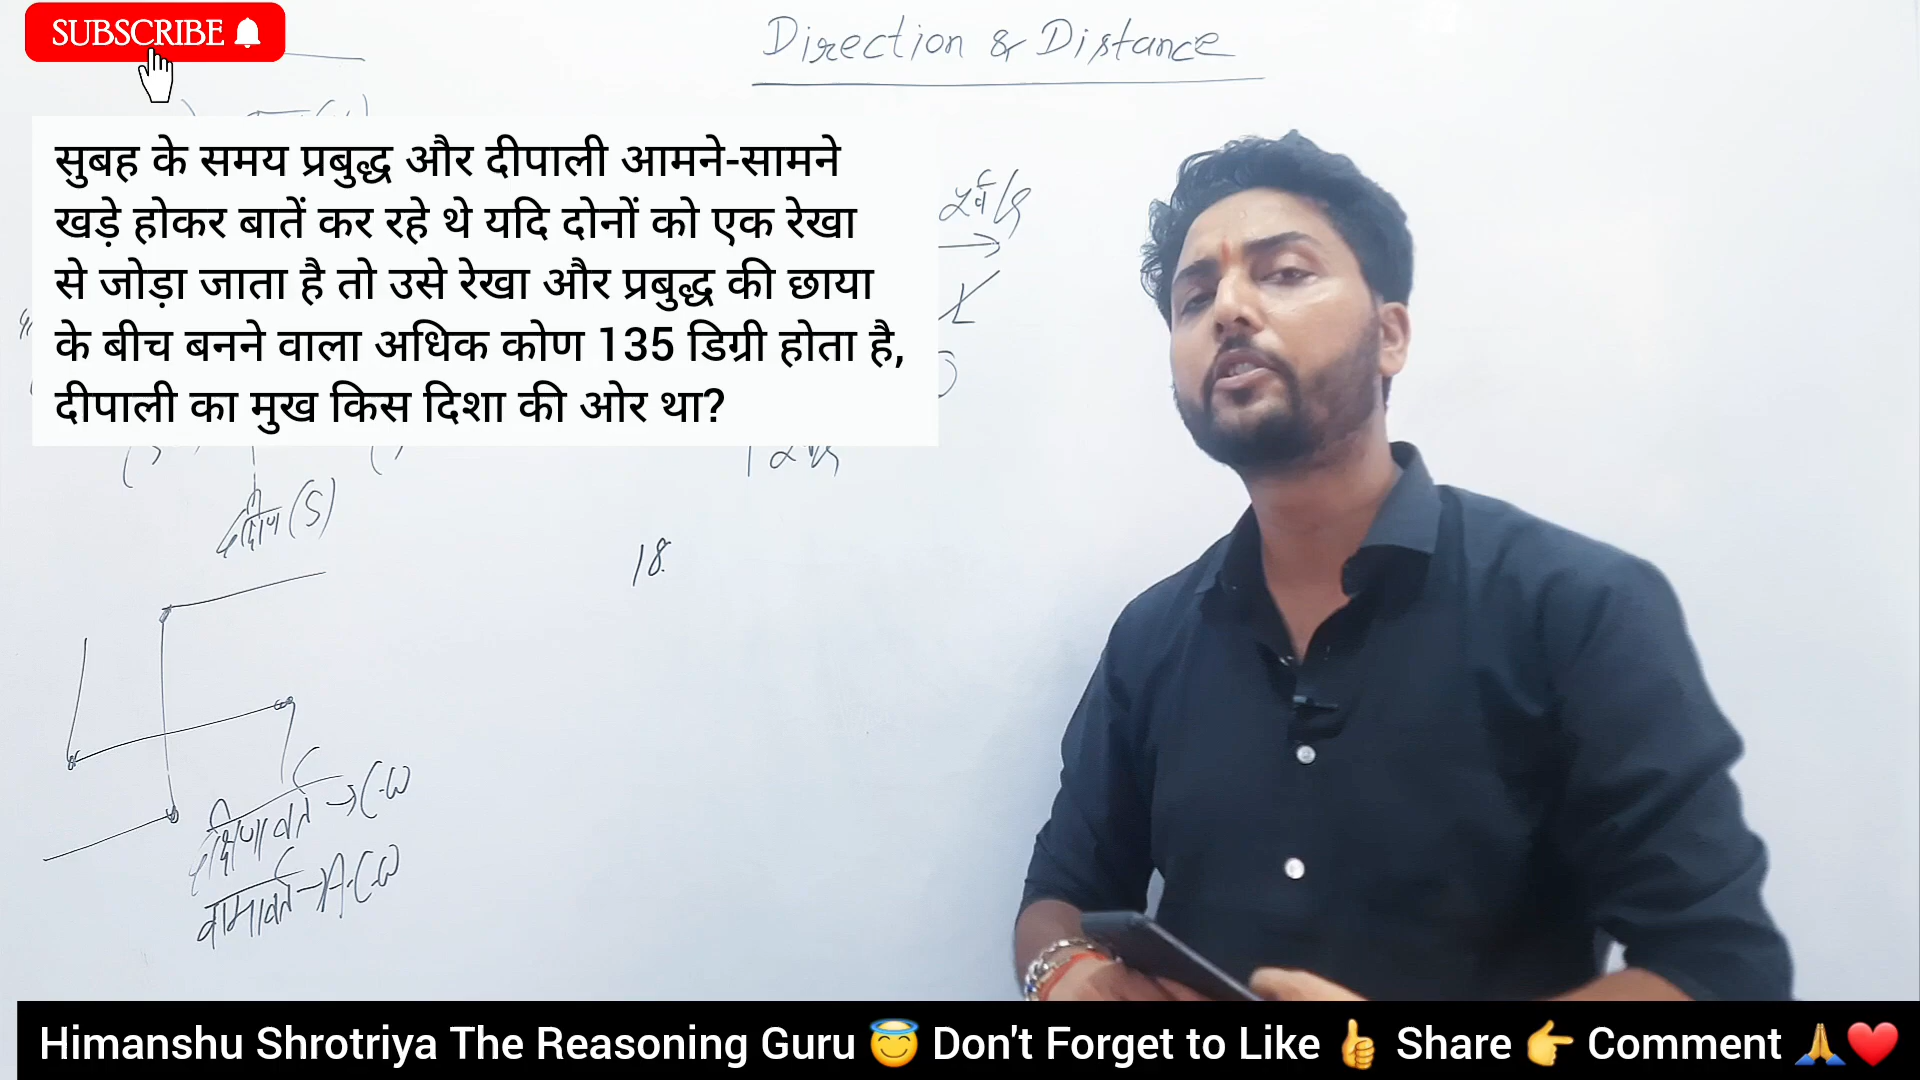 SUBSCRIBE
Direction & Distance
सुबह के समय प्रबुद्ध और दीपाली आमने-सामने
खड़े होकर बातें कर रहे थे यदि दोनों को एक रेखा
से जोड़ा जाता है तो उसे रेखा और प्रबुद्ध की छाया
के बीच बनने वाला अधिक कोण 135 डिग्री होता है,
दीपाली का मुख किस दिशा की ओर था?
दक्षिण (S)
18.
दक्षिणावर्त → C.W
वामावर्त → A.C.W
Himanshu Shrotriya The Reasoning Guru 😇 Don't Forget to Like 👍 Share 👉 Comment 🙏❤️